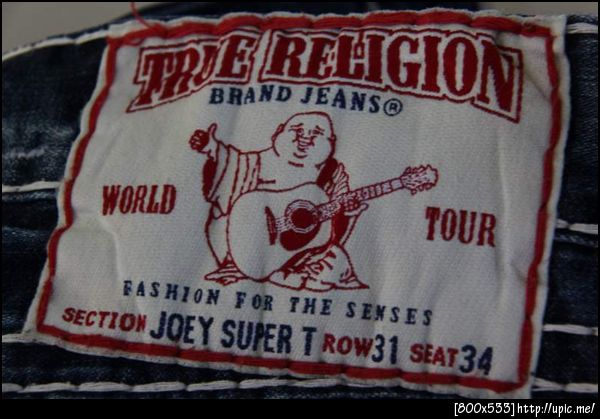 TRUE RELIGION
BRAND JEANS®
WORLD TOUR
FASHION FOR THE SENSES
SECTION JOEY SUPER T ROW 31 SEAT 34
[800x533] http://upic.me/